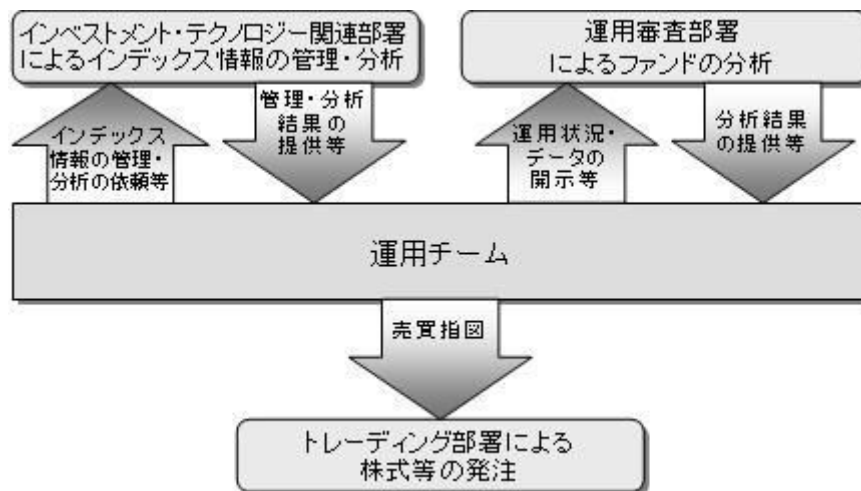 インベストメント・テクノロジー関連部署
によるインデックス情報の管理・分析
運用審査部署
によるファンドの分析
インデックス
情報の管理・
分析の依頼等
管理・分析
結果の
提供等
運用状況・
データの
開示等
分析結果
の提供等
運用チーム
売買指図
トレーディング部署による
株式等の発注